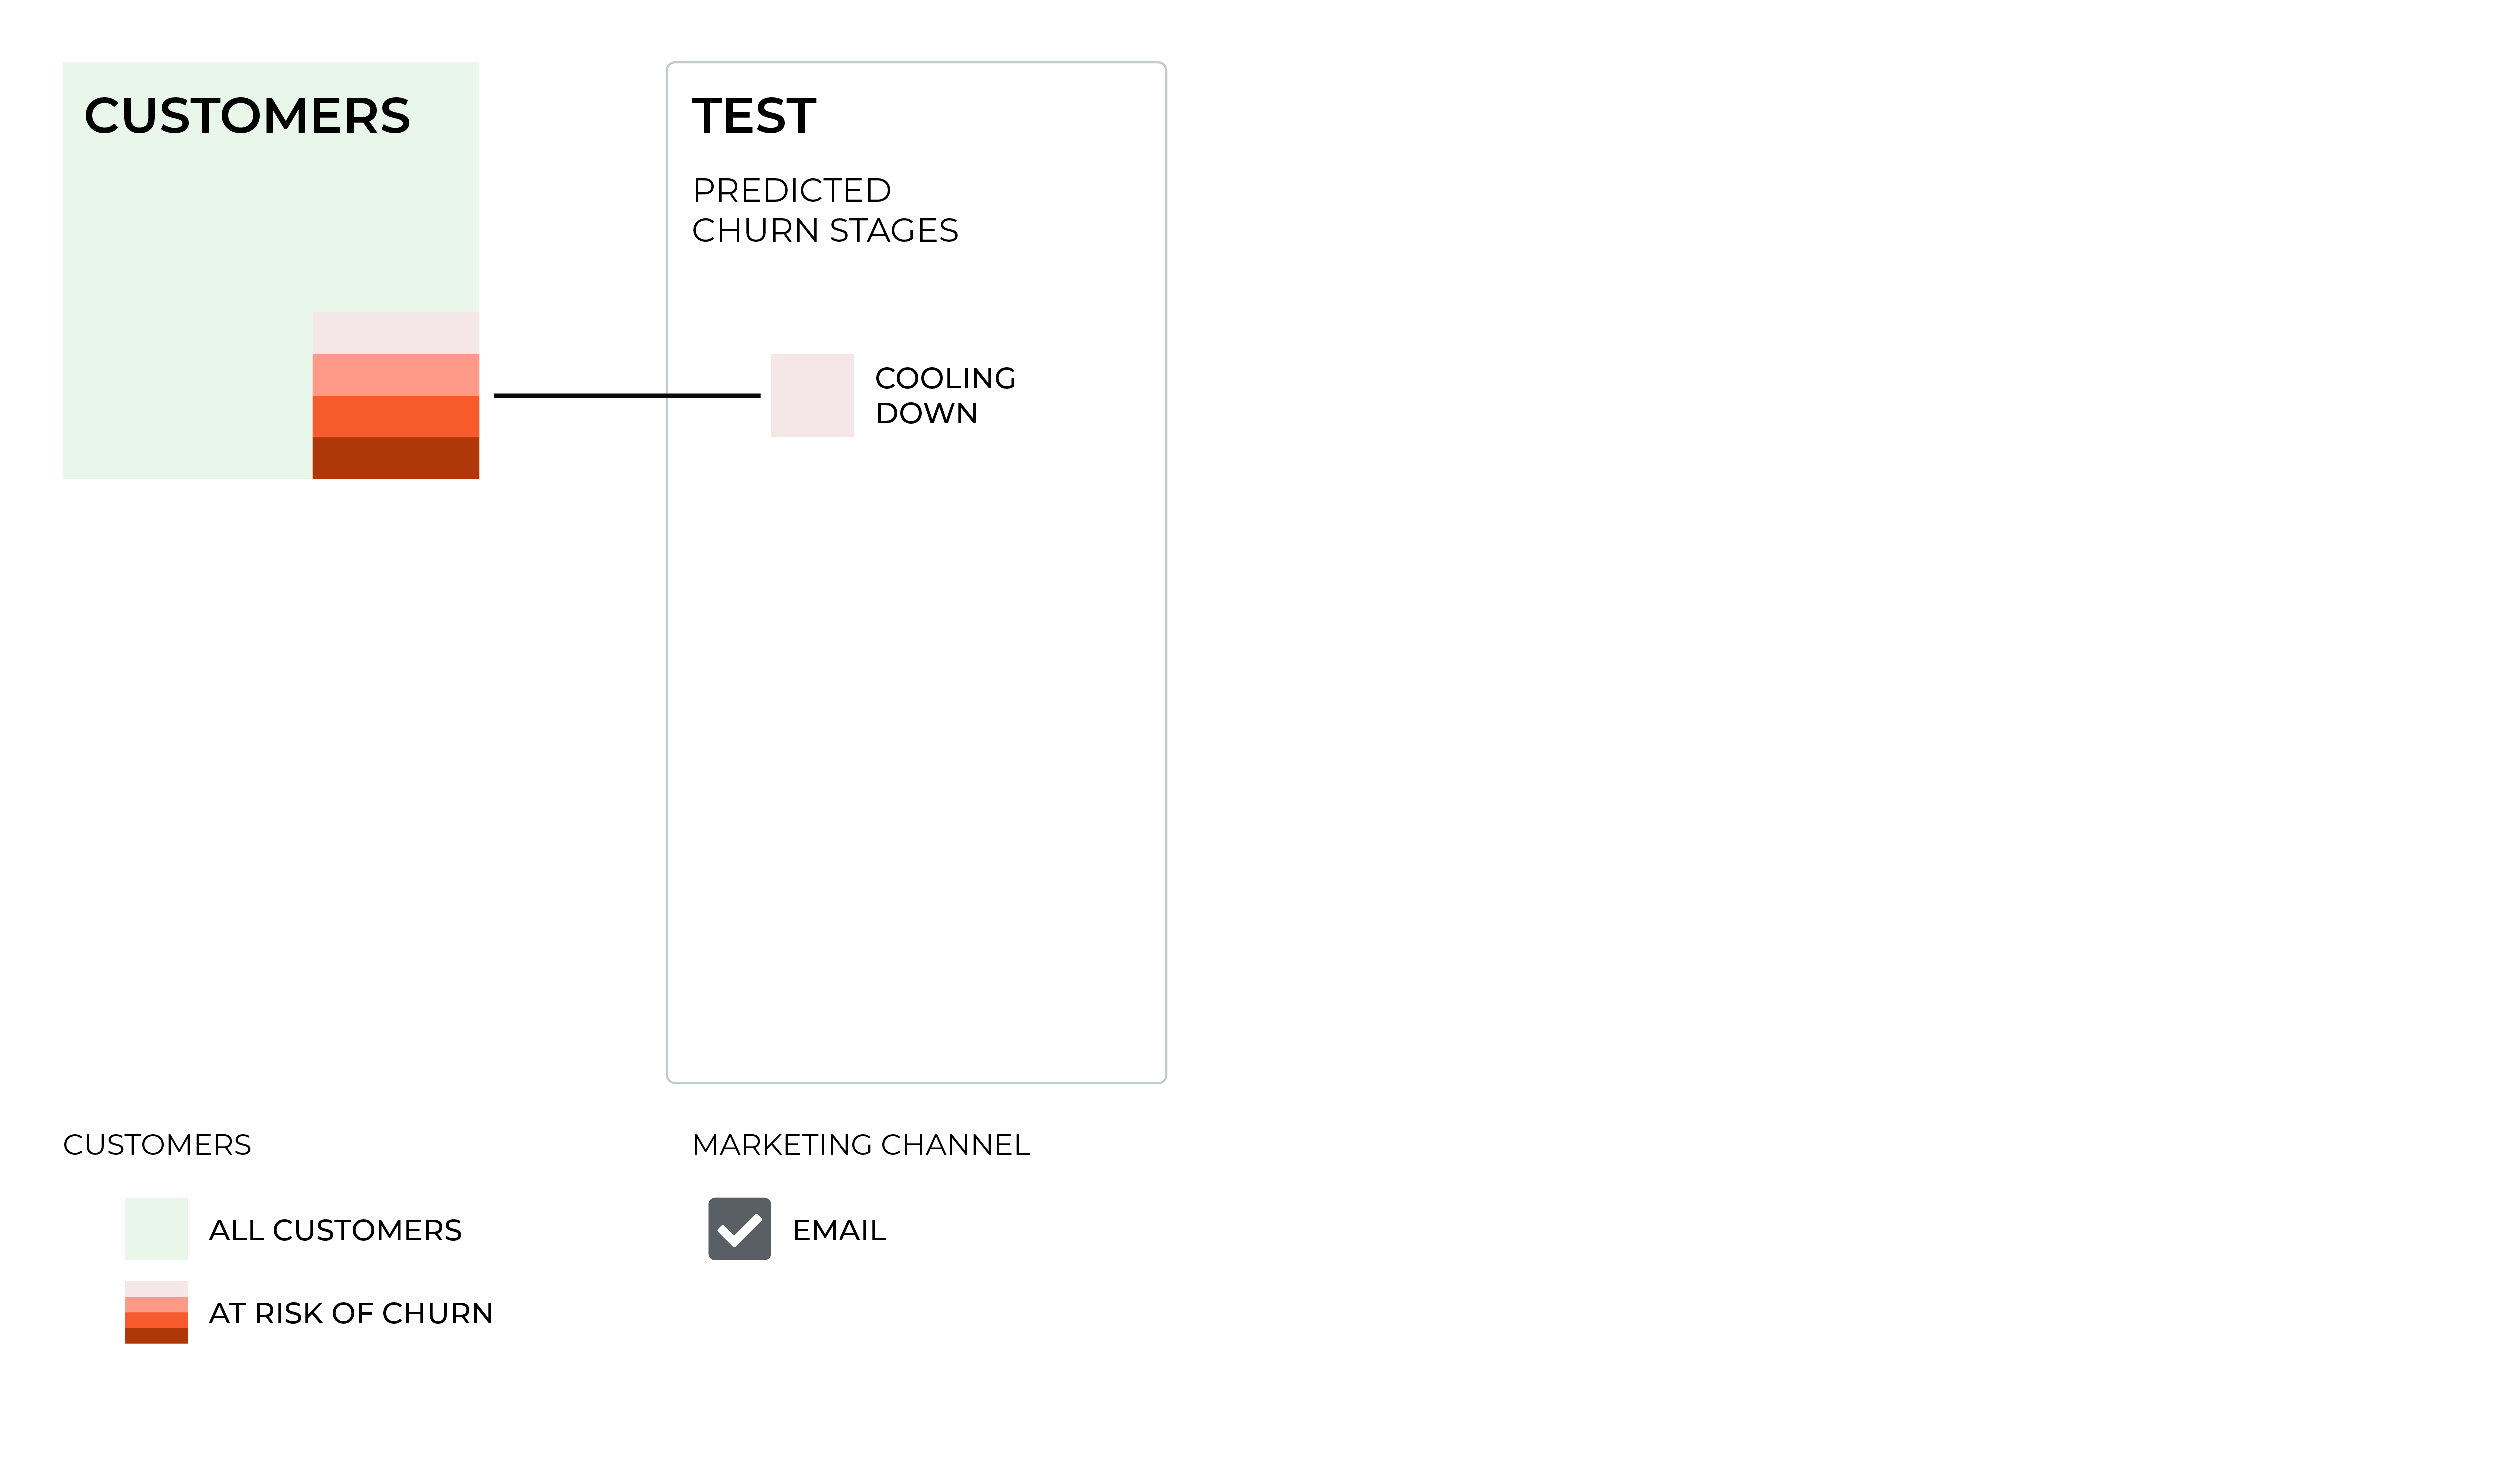 CUSTOMERS
TEST
PREDICTED
CHURN STAGES
COOLING
DOWN
CUSTOMERS
ALL CUSTOMERS
AT RISK OF CHURN
MARKETING CHANNEL
EMAIL